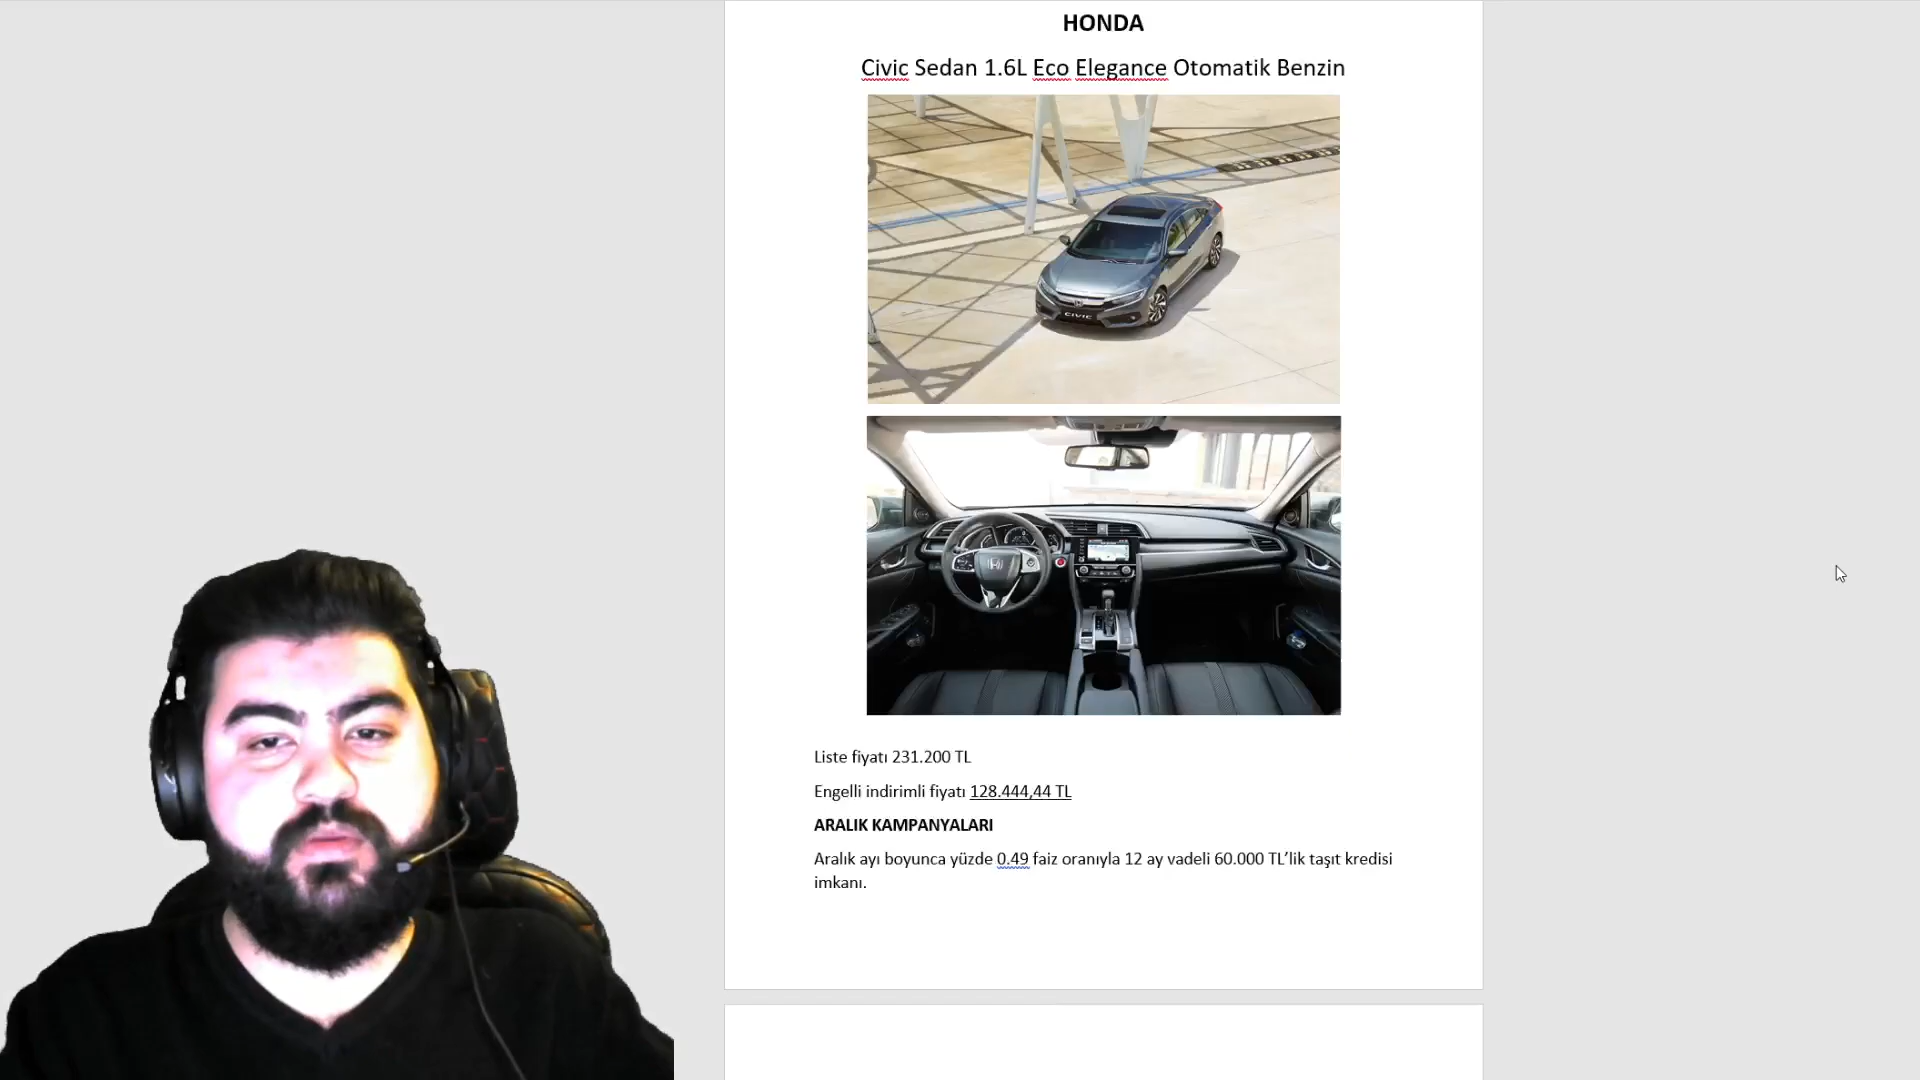 HONDA
Civic Sedan 1.6L Eco Elegance Otomatik Benzin
CIVIC
Liste fiyatı 231.200 TL
Engelli indirimli fiyatı 128.444,44 TL
ARALIK KAMPANYALARI
Aralık ayı boyunca yüzde 0.49 faiz oranıyla 12 ay vadeli 60.000 TL’lik taşıt kredisi
imkanı.